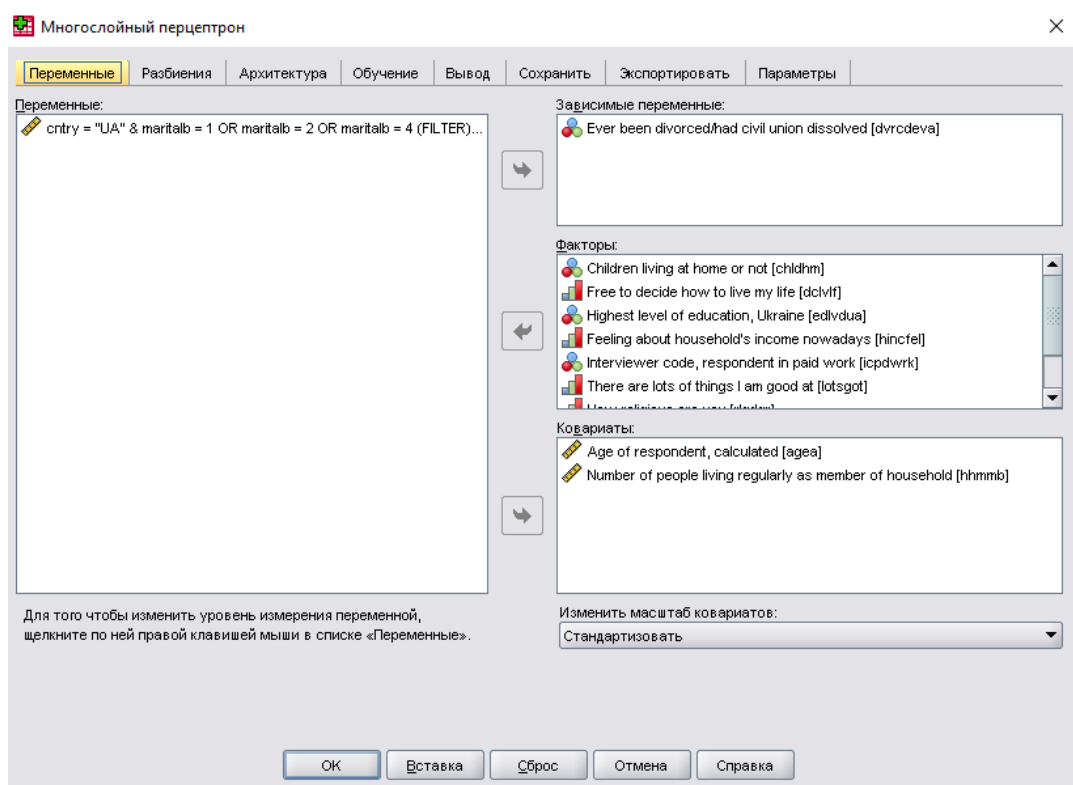 Многослойный перцептрон
Переменные Разбиения Архитектура Обучение Вывод Сохранить Экспортировать Параметры
Переменные:
cntry = "UA" & maritalb = 1 OR maritalb = 2 OR maritalb = 4 (FILTER)...
Зависимые переменные:
Ever been divorced/had civil union dissolved [dvrcdeva]
Факторы:
Children living at home or not [chldhm]
Free to decide how to live my life [dclvlf]
Highest level of education, Ukraine [edlvdua]
Feeling about household's income nowadays [hincfel]
Interviewer code, respondent in paid work [icpdwrk]
There are lots of things I am good at [lotsgot]
Ковариаты:
Age of respondent, calculated [agea]
Number of people living regularly as member of household [hhmmb]
Для того чтобы изменить уровень измерения переменной,
щелкните по ней правой клавишей мыши в списке «Переменные».
Изменить масштаб ковариатов:
Стандартизовать
ОК Вставка Сброс Отмена Справка